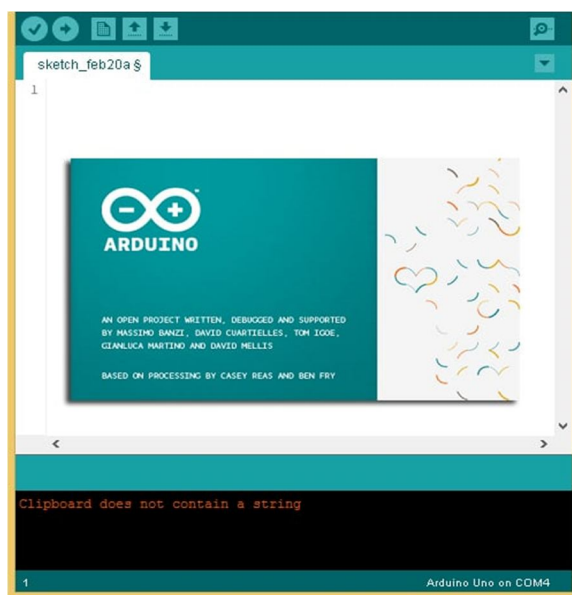 sketch_feb20a §
1
ARDUINO
AN OPEN PROJECT WRITTEN, DEBUGGED AND SUPPORTED
BY MASSIMO BANZI, DAVID CUARTIELLES, TOM IGOE,
GIANLUCA MARTINO AND DAVID MELLIS
BASED ON PROCESSING BY CASEY REAS AND BEN FRY
Clipboard does not contain a string
1 Arduino Uno on COM4